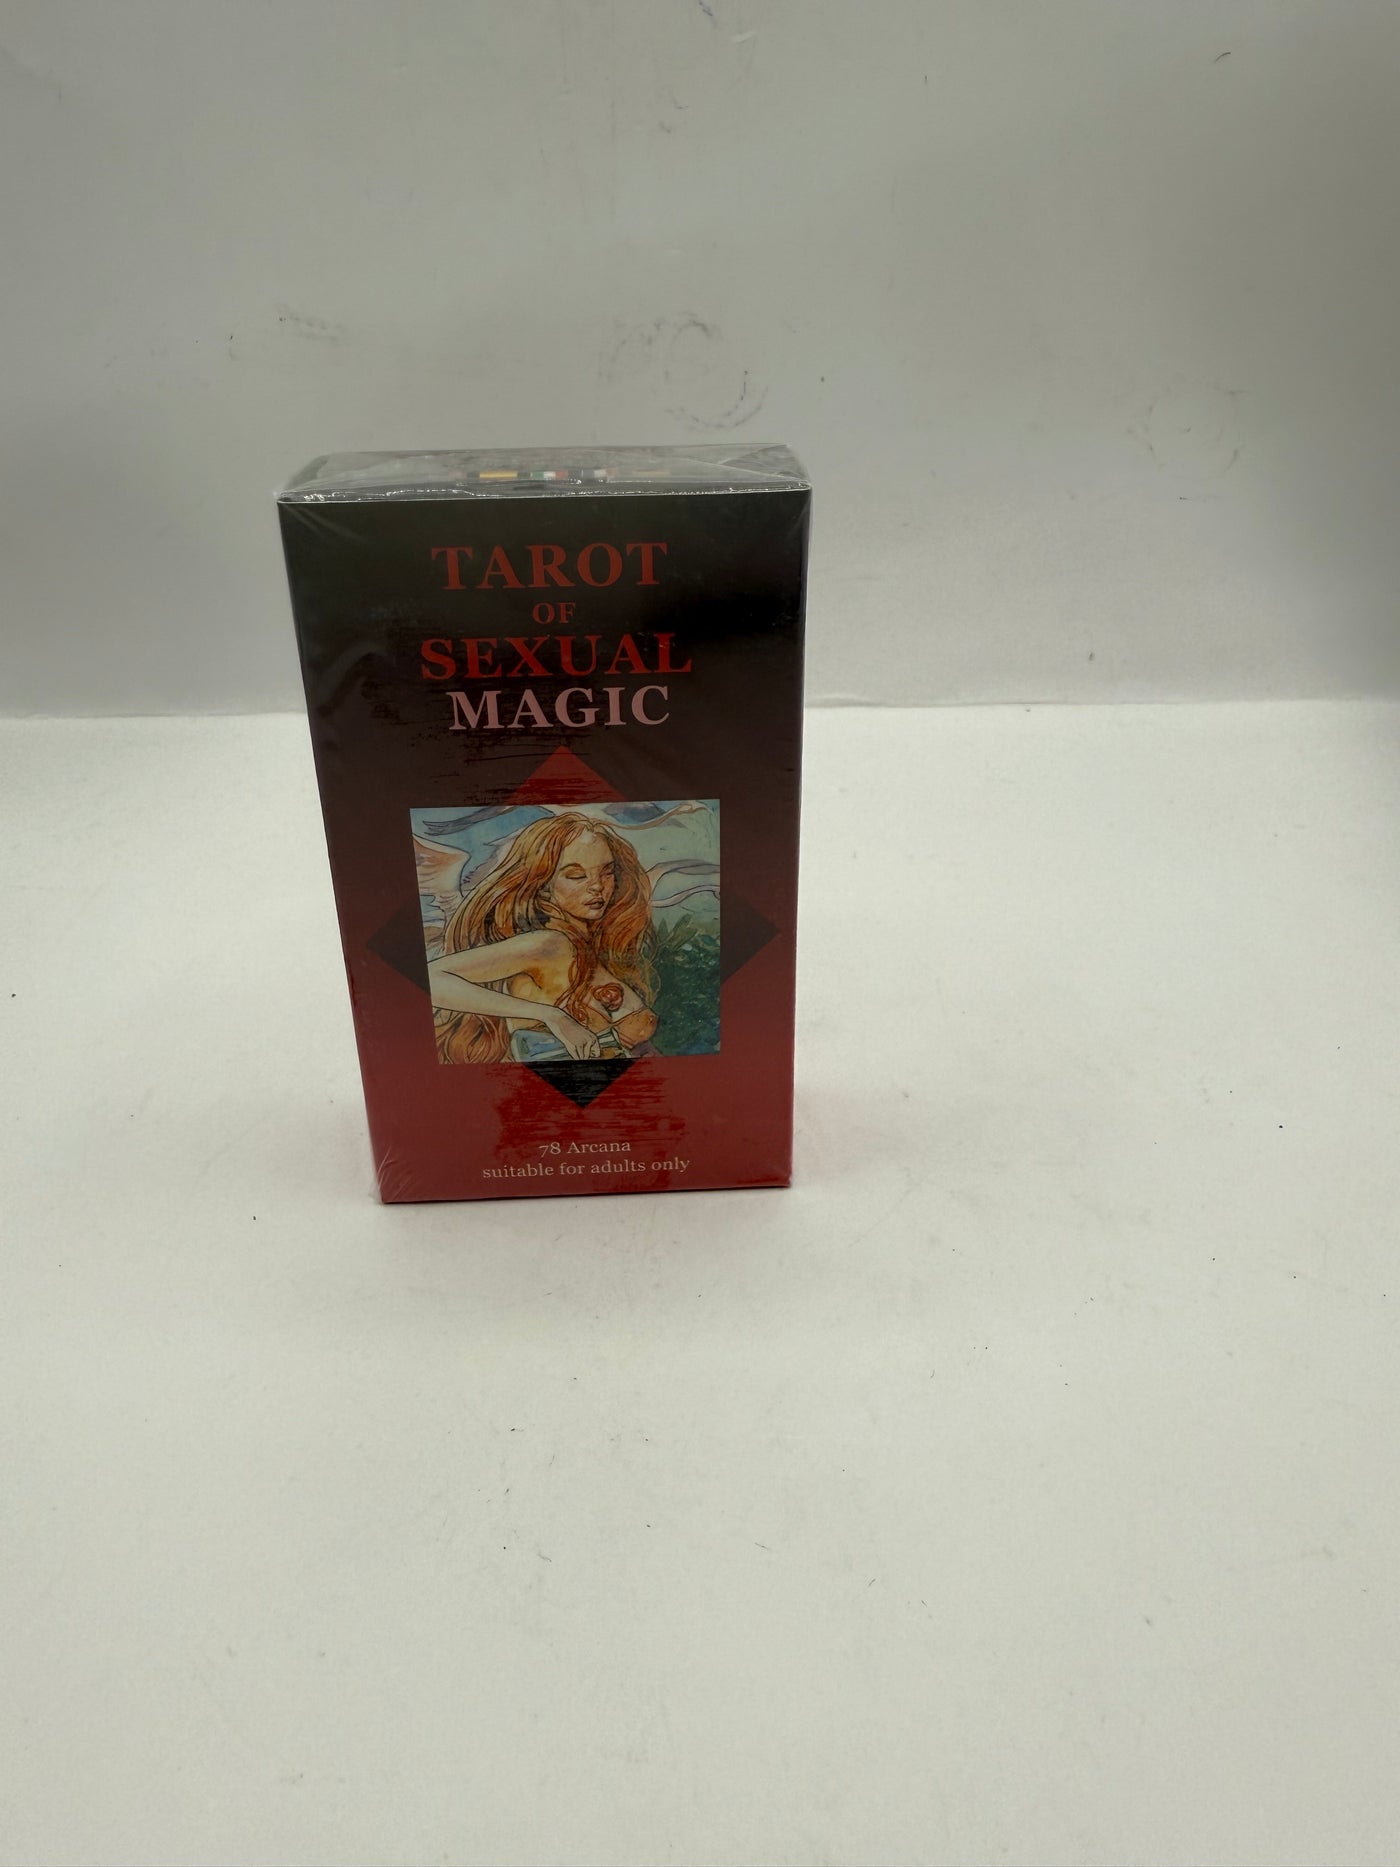 TAROT
OF
SEXUAL
MAGIC
78 Arcana
suitable for adults only